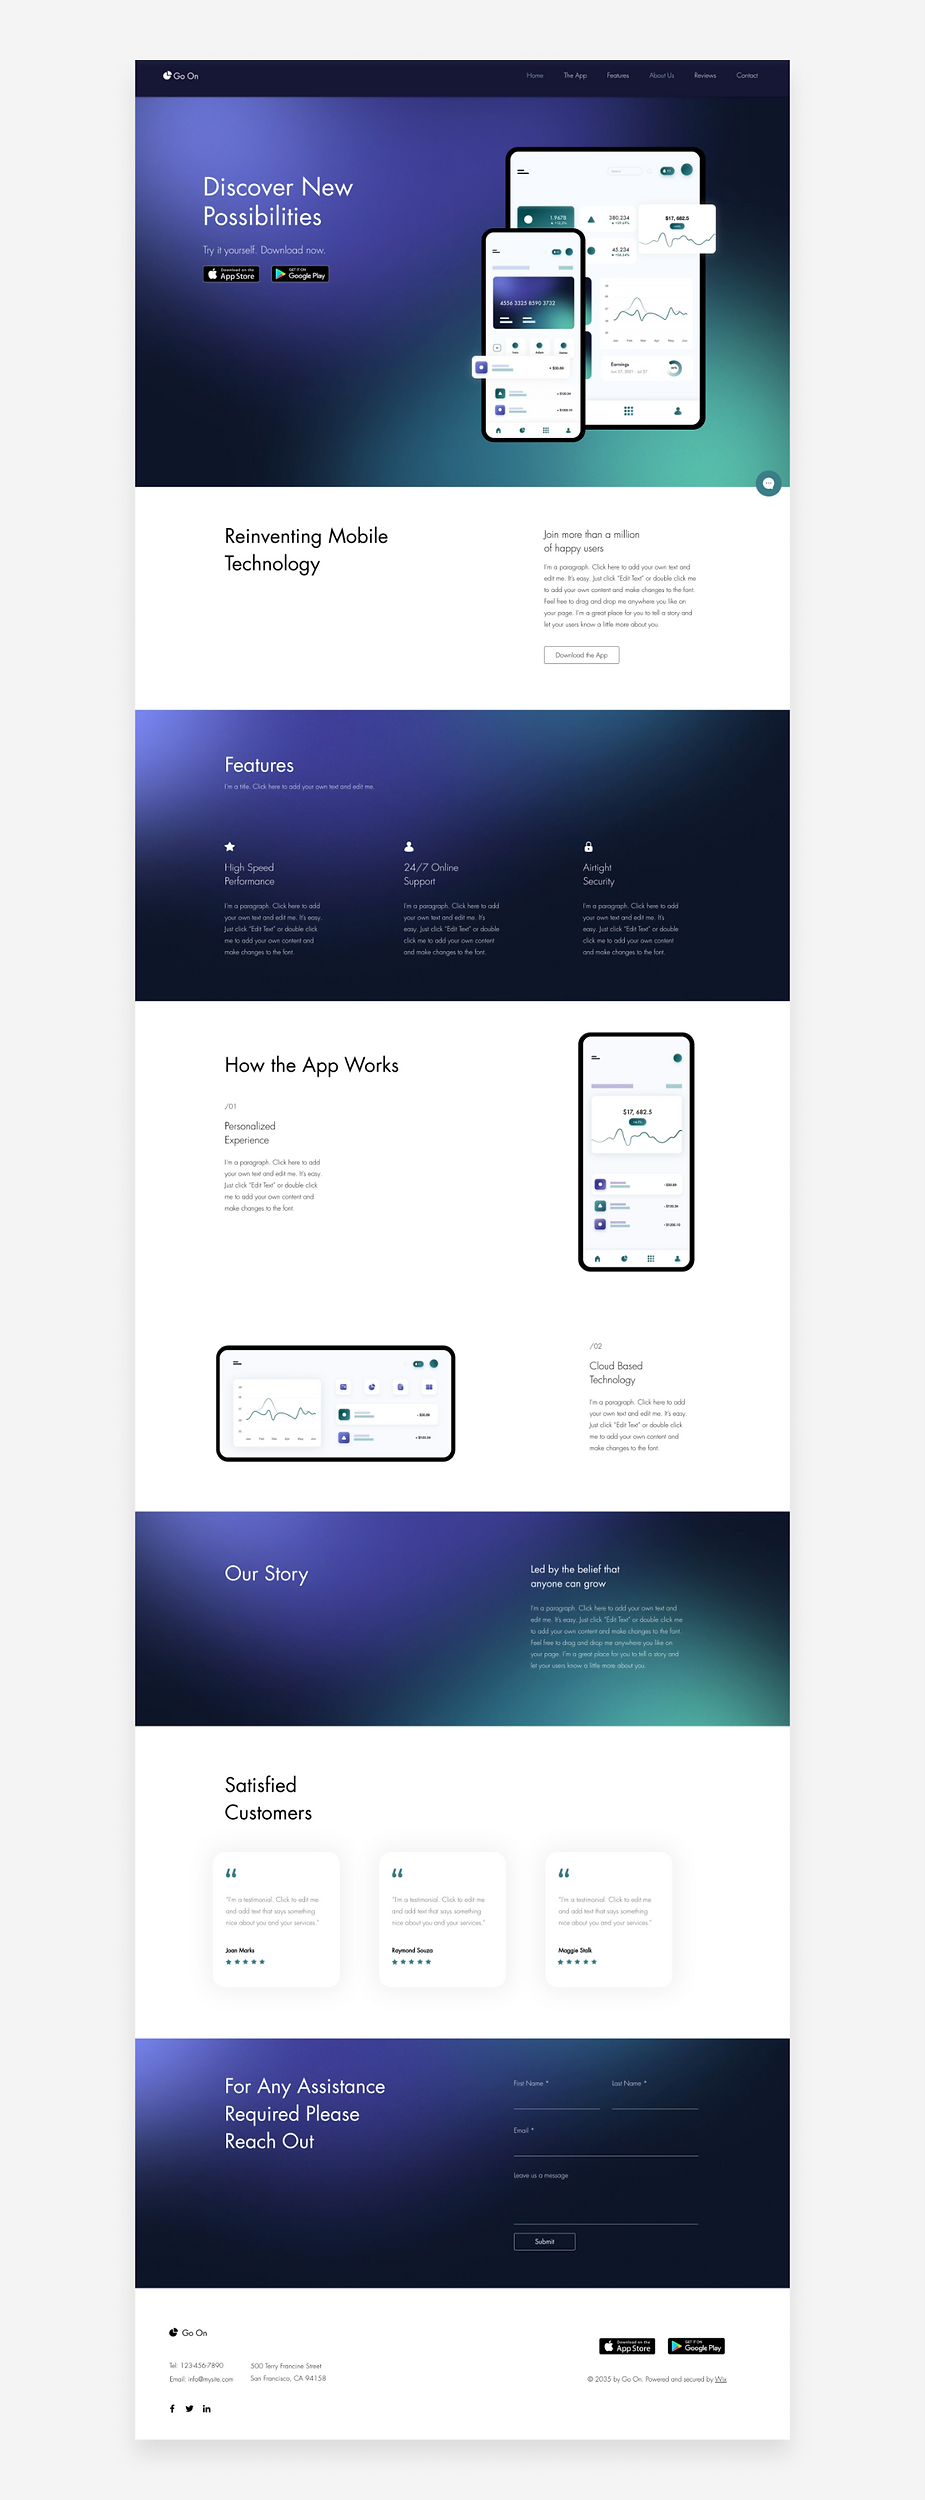 Go On
Home The App Features About Us Reviews Contact
Discover New
Possibilities
Try it yourself. Download now.
Download on the
App Store
GET IT ON
Google Play
1.9678
380.234
$17, 682.5
45.234
4556 3325 8590 3732
Jan Feb Mar Apr May Jun
Earnings
Reinventing Mobile
Technology
Join more than a million
of happy users
I'm a paragraph. Click here to add your own text and
edit me. It's easy. Just click "Edit Text" or double click me
to add your own content and make changes to the font.
Feel free to drag and drop me anywhere you like on
your page. I'm a great place for you to tell a story and
let your users know a little more about you.
Download the App
Features
I'm a title. Click here to add your own text and edit me.
High Speed
Performance
I'm a paragraph. Click here to add
your own text and edit me. It's easy.
Just click "Edit Text" or double click
me to add your own content and
make changes to the font.
24/7 Online
Support
I'm a paragraph. Click here to add
your own text and edit me. It's
easy. Just click "Edit Text" or double
click me to add your own content
and make changes to the font.
Airtight
Security
I'm a paragraph. Click here to add
your own text and edit me. It's
easy. Just click "Edit Text" or double
click me to add your own content
and make changes to the font.
How the App Works
/01
Personalized
Experience
I'm a paragraph. Click here to add
your own text and edit me. It's easy.
Just click "Edit Text" or double click
me to add your own content and
make changes to the font.
$17, 682.5
/02
Cloud Based
Technology
I'm a paragraph. Click here to add
your own text and edit me. It's easy.
Just click "Edit Text" or double click
me to add your own content and
make changes to the font.
Jan Feb Mar Apr May Jun
Our Story
Led by the belief that
anyone can grow
I'm a paragraph. Click here to add your own text and
edit me. It's easy. Just click "Edit Text" or double click me
to add your own content and make changes to the font.
Feel free to drag and drop me anywhere you like on
your page. I'm a great place for you to tell a story and
let your users know a little more about you.
Satisfied
Customers
"I'm a testimonial. Click to edit me
and add text that says something
nice about you and your services."
Joan Marks
"I'm a testimonial. Click to edit me
and add text that says something
nice about you and your services."
Raymond Souza
"I'm a testimonial. Click to edit me
and add text that says something
nice about you and your services."
Maggie Stalk
For Any Assistance
Required Please
Reach Out
First Name *
Last Name *
Email *
Leave us a message
Submit
Go On
Tel: 123-456-7890
Email: info@mysite.com
500 Terry Francine Street
San Francisco, CA 94158
Download on the
App Store
GET IT ON
Google Play
© 2035 by Go On. Powered and secured by Wix